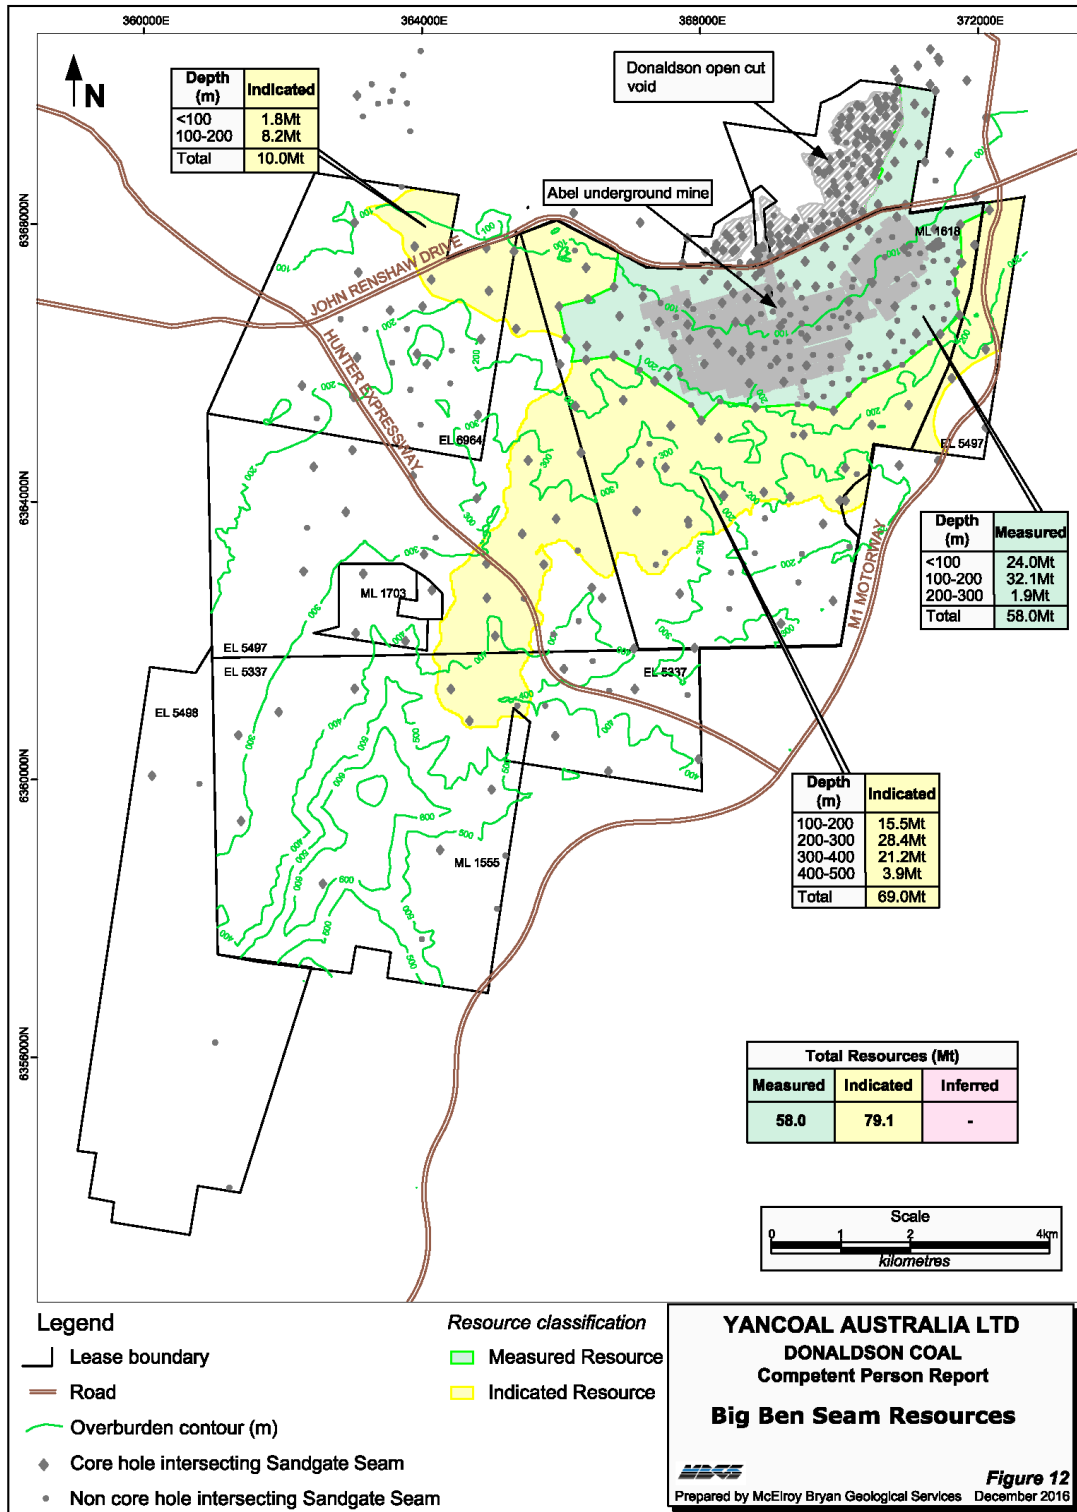 360000E 364000E 368000E 372000E
6368000N
6364000N
6360000N
6356000N
N
Depth (m) Indicated
<100 1.8Mt
100-200 8.2Mt
Total 10.0Mt
Donaldson open cut
void
Abel underground mine
ML 1618
JOHN RENSHAW DRIVE
HUNTER EXPRESSWAY
M1 MOTORWAY
EL 6964
EL 5497
ML 1703
EL 5497
EL 5337
EL 5337
EL 5498
ML 1555
Depth (m) Measured
<100 24.0Mt
100-200 32.1Mt
200-300 1.9Mt
Total 58.0Mt
Depth (m) Indicated
100-200 15.5Mt
200-300 28.4Mt
300-400 21.2Mt
400-500 3.9Mt
Total 69.0Mt
Total Resources (Mt)
Measured Indicated Inferred
58.0 79.1 -
Scale
0 1 2 4km
kilometres
Legend
Lease boundary
Road
Overburden contour (m)
Core hole intersecting Sandgate Seam
Non core hole intersecting Sandgate Seam
Resource classification
Measured Resource
Indicated Resource
YANCOAL AUSTRALIA LTD
DONALDSON COAL
Competent Person Report
Big Ben Seam Resources
MBGS
Figure 12
Prepared by McElroy Bryan Geological Services December 2016